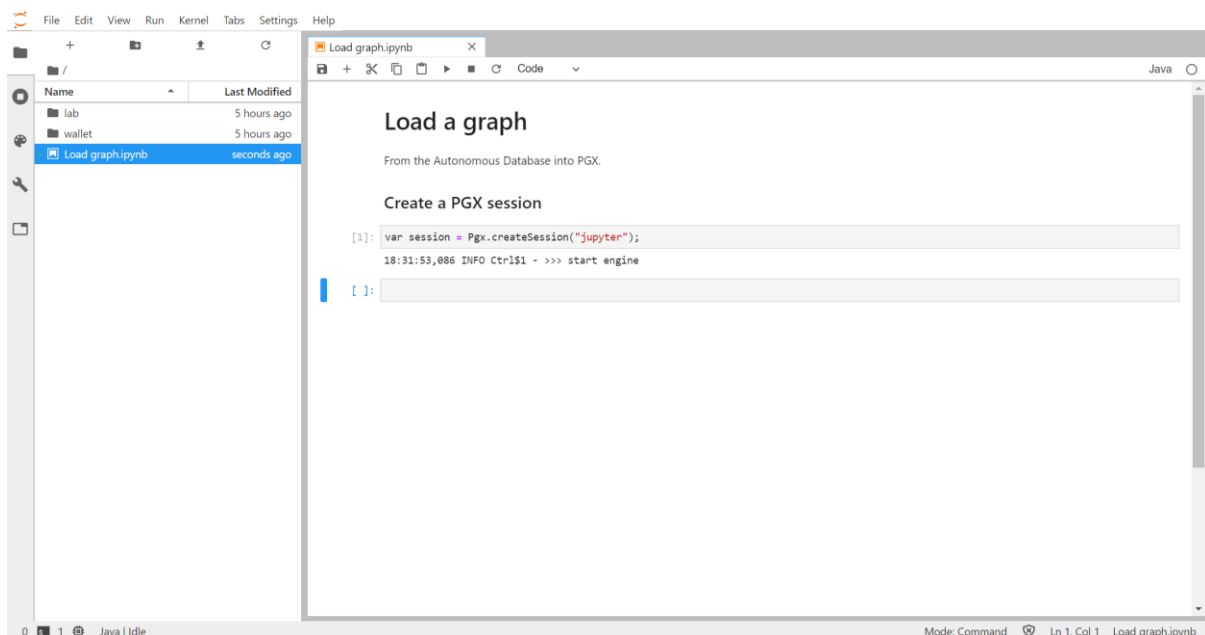 File Edit View Run Kernel Tabs Settings Help
Load graph.ipynb
Code
Java
/
Name Last Modified
lab 5 hours ago
wallet 5 hours ago
Load graph.ipynb seconds ago
Load a graph
From the Autonomous Database into PGX.
Create a PGX session
[1]: var session = Pgx.createSession("jupyter");
18:31:53,086 INFO Ctrl$1 - >>> start engine
[ ]:
0 1 Java | Idle Mode: Command Ln 1, Col 1 Load graph.ipynb